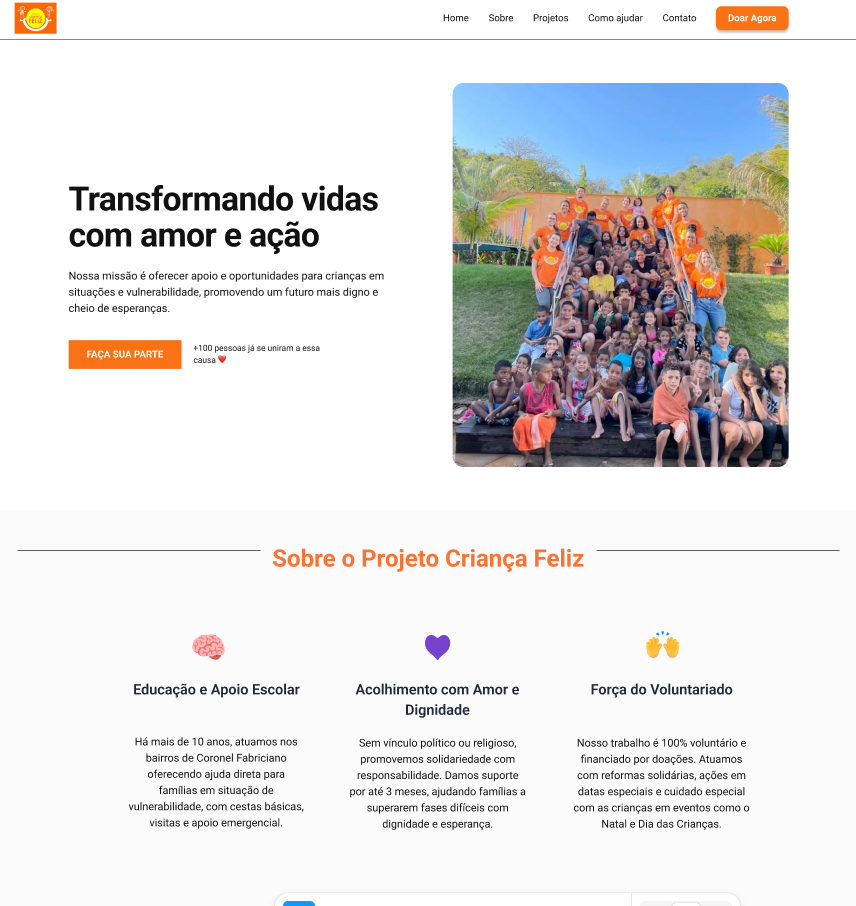 CRIANÇA
FELIZ
Home Sobre Projetos Como ajudar Contato Doar Agora
Transformando vidas
com amor e ação
Nossa missão é oferecer apoio e oportunidades para crianças em
situações e vulnerabilidade, promovendo um futuro mais digno e
cheio de esperanças.
FAÇA SUA PARTE
+100 pessoas já se uniram a essa
causa ❤️
Sobre o Projeto Criança Feliz
Educação e Apoio Escolar
Há mais de 10 anos, atuamos nos
bairros de Coronel Fabriciano
oferecendo ajuda direta para
famílias em situação de
vulnerabilidade, com cestas básicas,
visitas e apoio emergencial.
Acolhimento com Amor e
Dignidade
Sem vínculo político ou religioso,
promovemos solidariedade com
responsabilidade. Damos suporte
por até 3 meses, ajudando famílias a
superarem fases difíceis com
dignidade e esperança.
Força do Voluntariado
Nosso trabalho é 100% voluntário e
financiado por doações. Atuamos
com reformas solidárias, ações em
datas especiais e cuidado especial
com as crianças em eventos como o
Natal e Dia das Crianças.